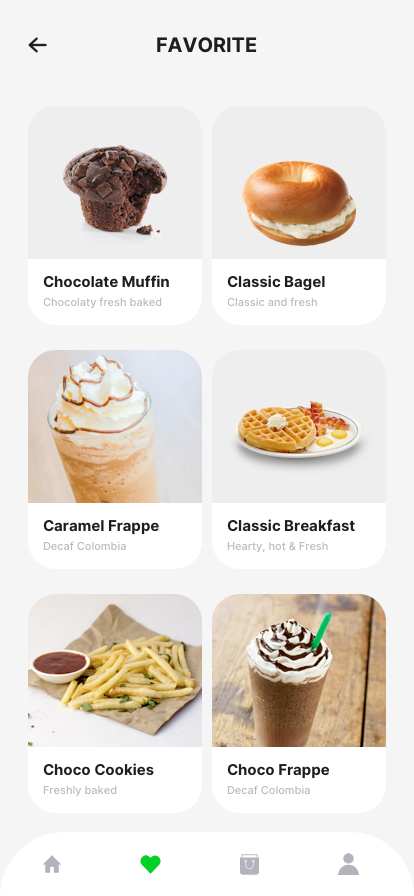 FAVORITE
Chocolate Muffin
Chocolaty fresh baked
Classic Bagel
Classic and fresh
Caramel Frappe
Decaf Colombia
Classic Breakfast
Hearty, hot & Fresh
Choco Cookies
Freshly baked
Choco Frappe
Decaf Colombia